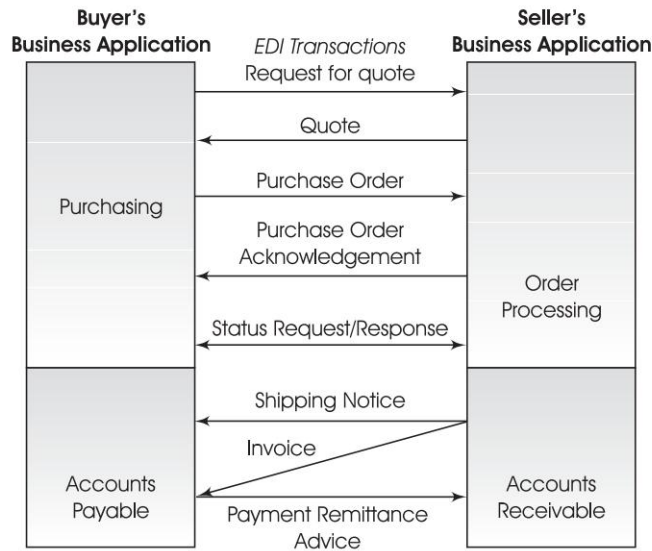 Buyer's
Business Application
Seller's
Business Application
EDI Transactions
Request for quote
Quote
Purchase Order
Purchasing
Purchase Order
Acknowledgement
Order
Processing
Status Request/Response
Shipping Notice
Invoice
Accounts
Payable
Accounts
Receivable
Payment Remittance
Advice